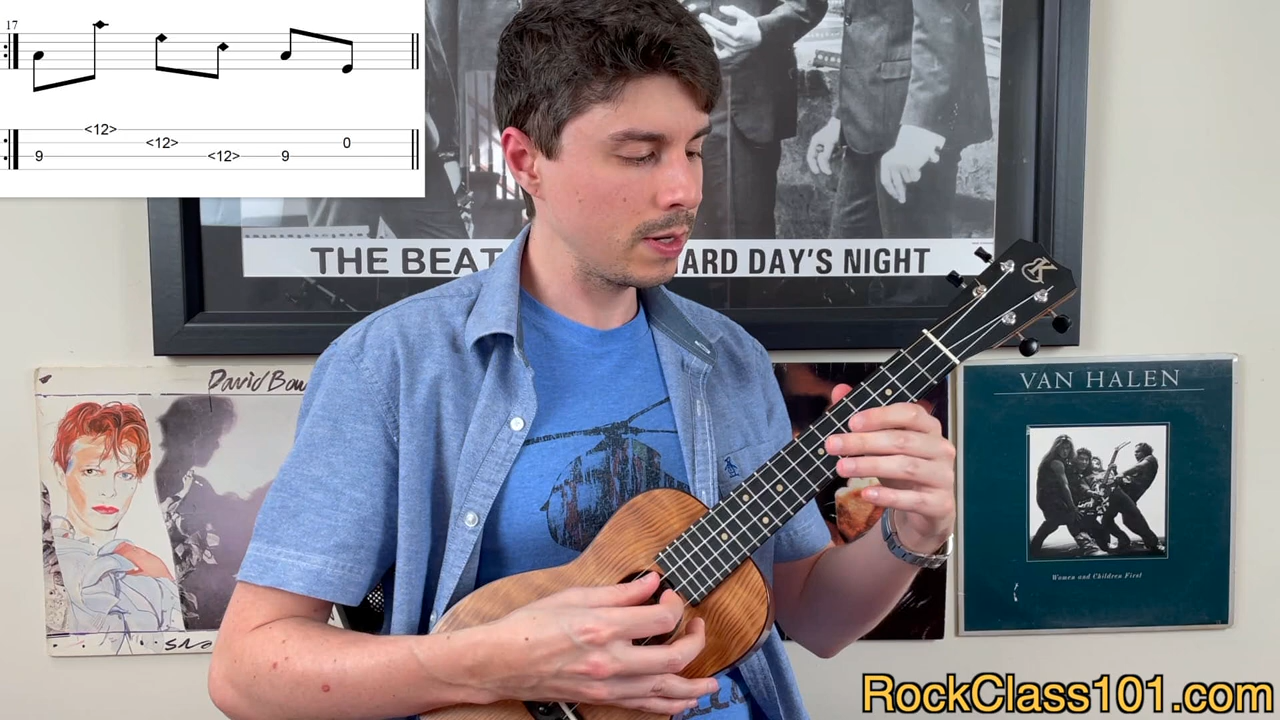 17
<12>
<12>
9 <12> 9
0
THE BEAT ARD DAY'S NIGHT
David Bow
VAN HALEN
Women and Children First
RockClass101.com